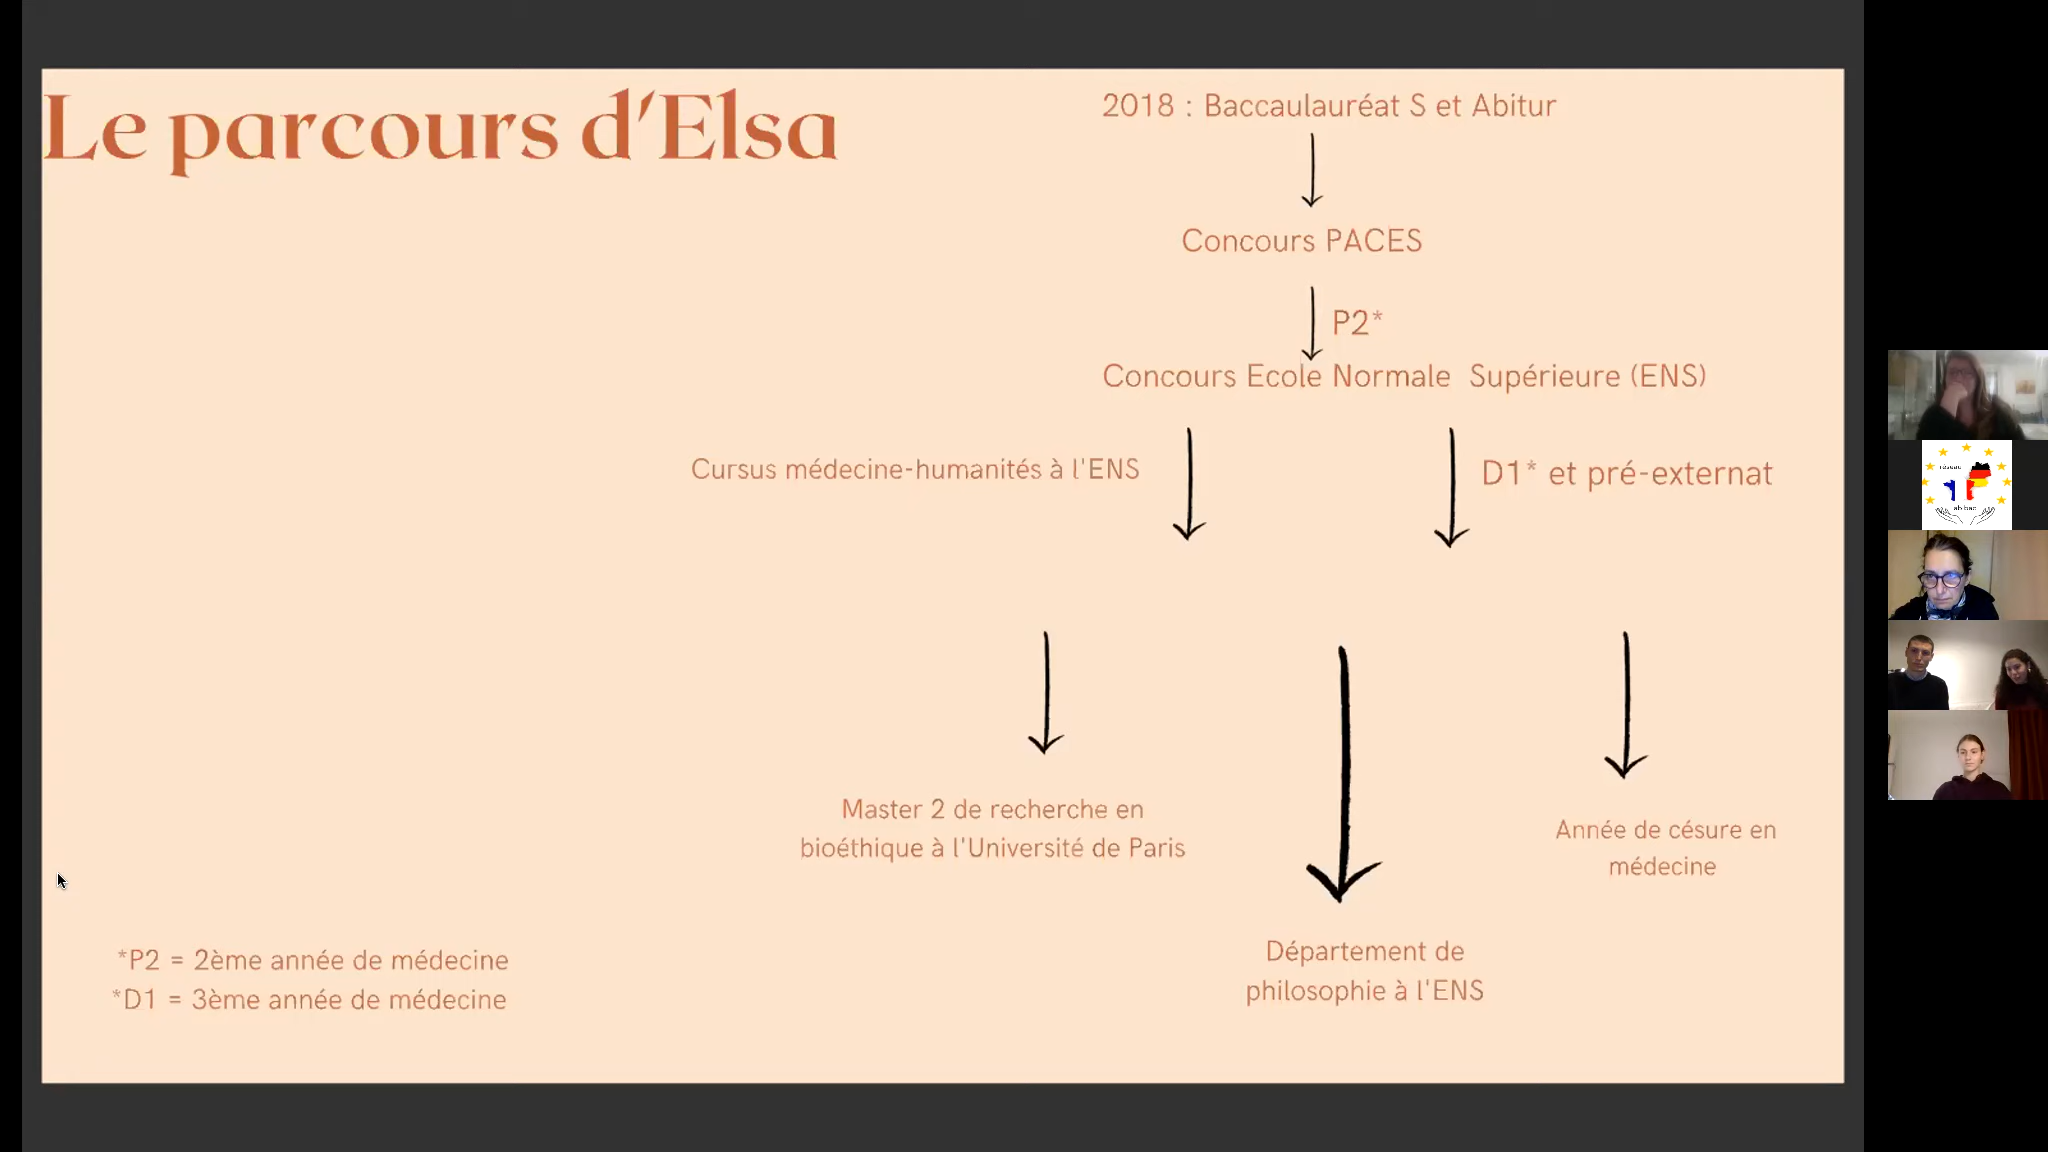 Le parcours d'Elsa
2018 : Baccaulauréat S et Abitur
Concours PACES
P2*
Concours Ecole Normale Supérieure (ENS)
Cursus médecine-humanités à l'ENS
D1* et pré-externat
Master 2 de recherche en
bioéthique à l'Université de Paris
Année de césure en
médecine
Département de
philosophie à l'ENS
*P2 = 2ème année de médecine
*D1 = 3ème année de médecine
réseau
abibac